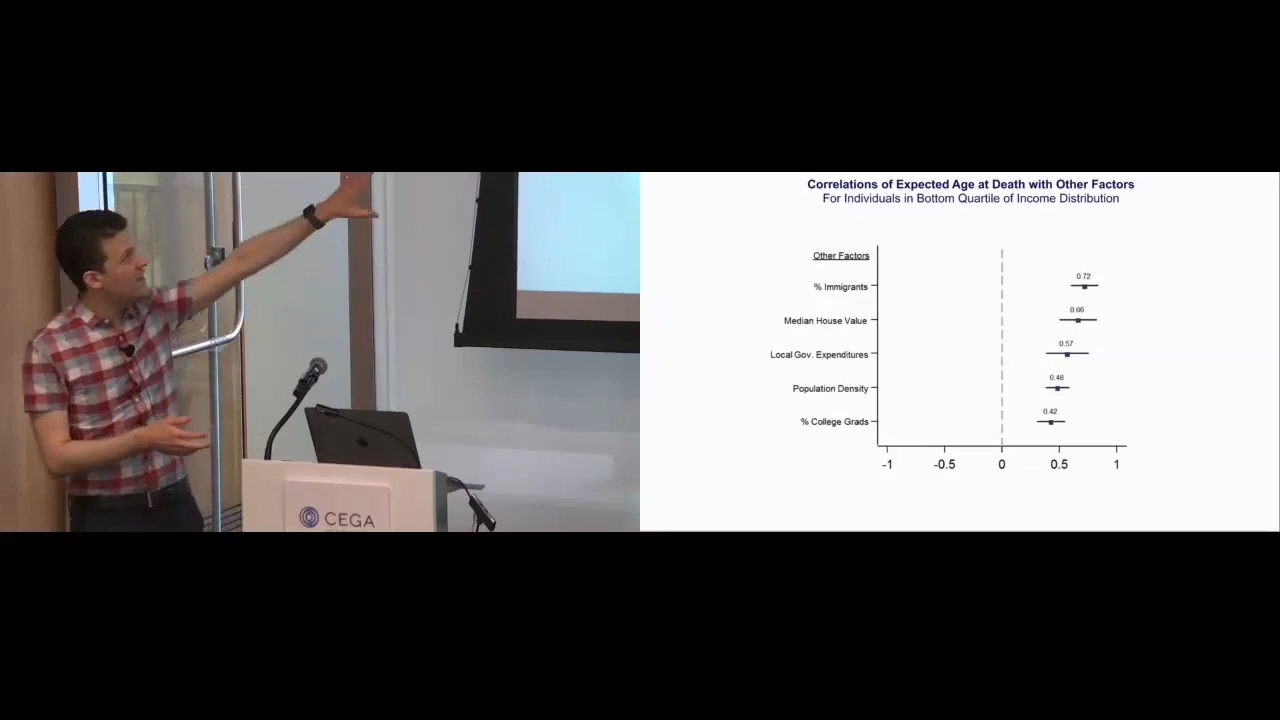 CEGA
Correlations of Expected Age at Death with Other Factors
For Individuals in Bottom Quartile of Income Distribution
Other Factors
% Immigrants
0.72
Median House Value
0.66
Local Gov. Expenditures
0.57
Population Density
0.48
% College Grads
0.42
-1 -0.5 0 0.5 1